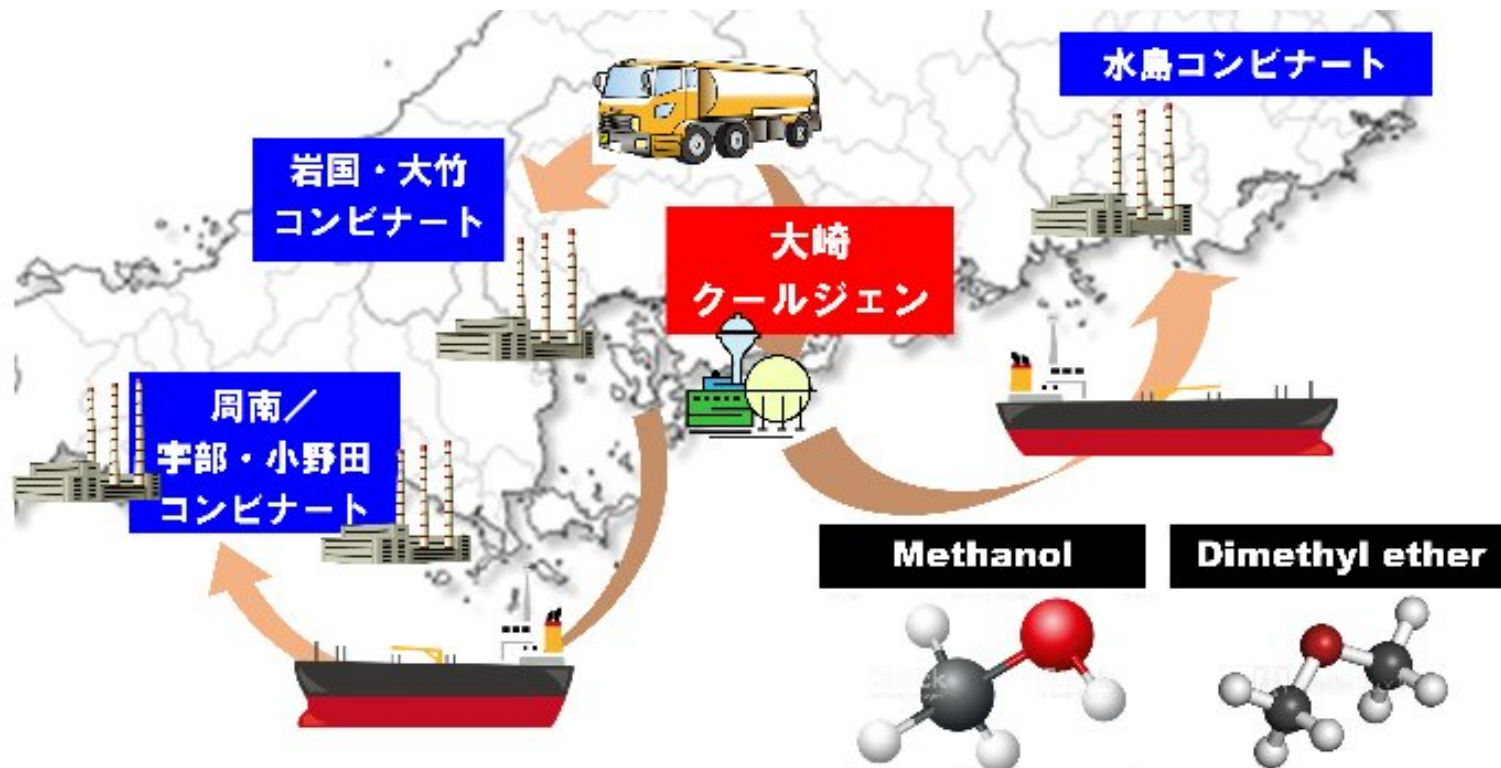 水島コンビナート
岩国・大竹
コンビナート
大崎
クールジェン
周南／
宇部・小野田
コンビナート
Methanol
Dimethyl ether